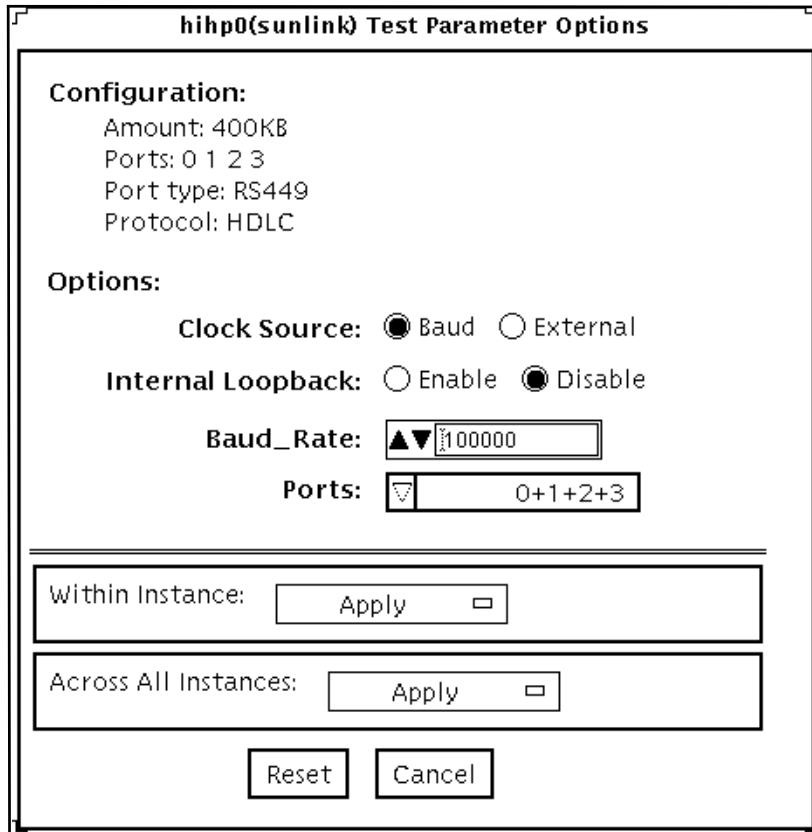 hihp0(sunlink) Test Parameter Options
Configuration:
Amount: 400KB
Ports: 0 1 2 3
Port type: RS449
Protocol: HDLC
Options:
Clock Source: Baud External
Internal Loopback: Enable Disable
Baud_Rate: 100000
Ports: 0+1+2+3
Within Instance: Apply
Across All Instances: Apply
Reset Cancel